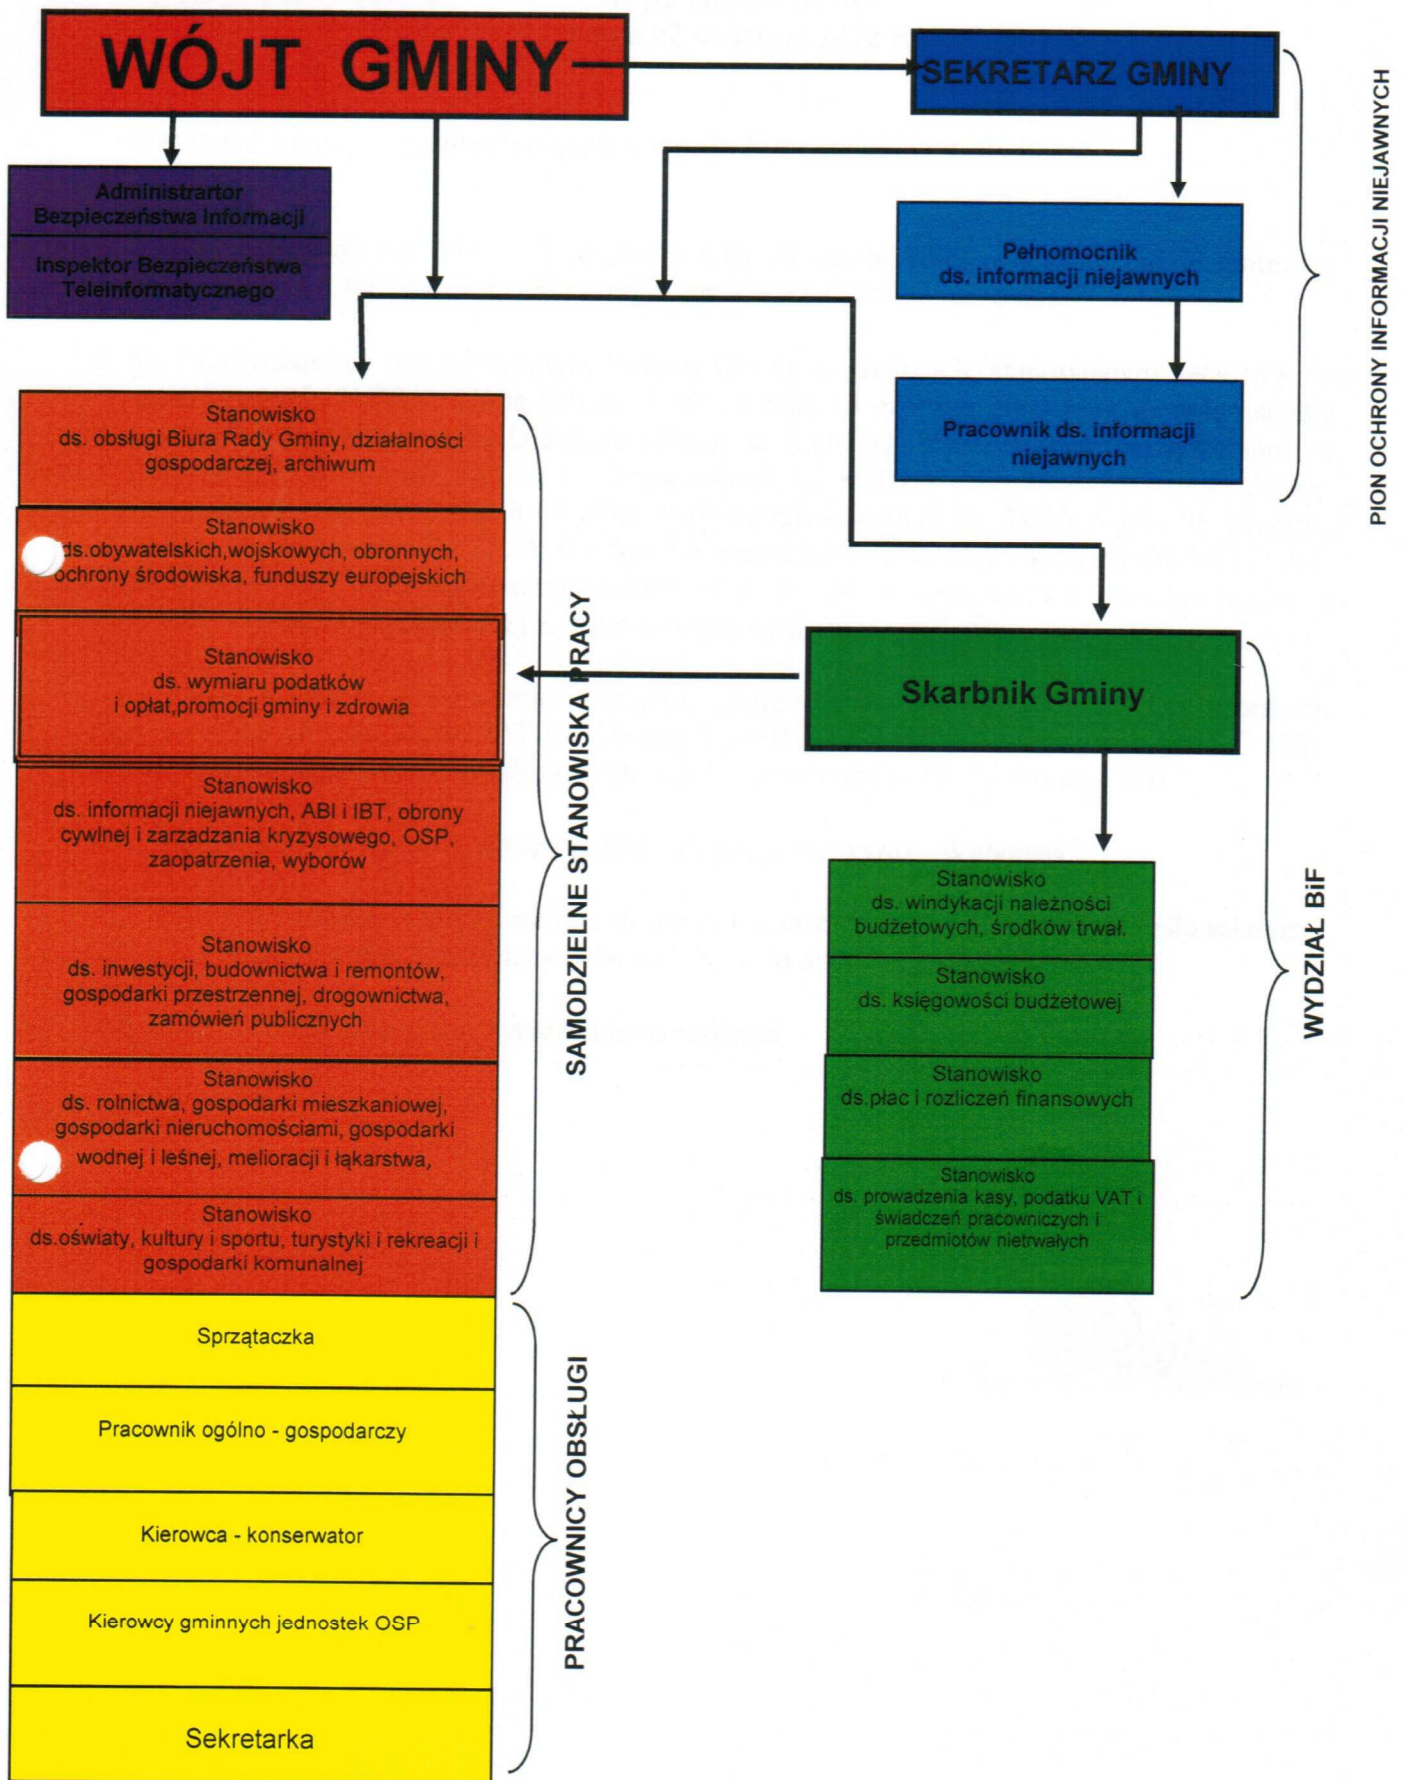 WÓJT GMINY
SEKRETARZ GMINY
Administrartor
Bezpieczeństwa Informacji
Inspektor Bezpieczeństwa
Teleinformatycznego
Pełnomocnik
ds. informacji niejawnych
Pracownik ds. informacji
niejawnych
PION OCHRONY INFORMACJI NIEJAWNYCH
Stanowisko
ds. obsługi Biura Rady Gminy, działalności
gospodarczej, archiwum
Stanowisko
ds.obywatelskich,wojskowych, obronnych,
ochrony środowiska, funduszy europejskich
Stanowisko
ds. wymiaru podatków
i opłat,promocji gminy i zdrowia
Stanowisko
ds. informacji niejawnych, ABI i IBT, obrony
cywlnej i zarzadzania kryzysowego, OSP,
zaopatrzenia, wyborów
Stanowisko
ds. inwestycji, budownictwa i remontów,
gospodarki przestrzennej, drogownictwa,
zamówień publicznych
Stanowisko
ds. rolnictwa, gospodarki mieszkaniowej,
gospodarki nieruchomościami, gospodarki
wodnej i leśnej, melioracji i łąkarstwa,
Stanowisko
ds.oświaty, kultury i sportu, turystyki i rekreacji i
gospodarki komunalnej
SAMODZIELNE STANOWISKA PRACY
Skarbnik Gminy
Stanowisko
ds. windykacji należności
budżetowych, środków trwał.
Stanowisko
ds. księgowości budżetowej
Stanowisko
ds.płac i rozliczeń finansowych
Stanowisko
ds. prowadzenia kasy, podatku VAT i
świadczeń pracowniczych i
przedmiotów nietrwałych
WYDZIAŁ BiF
Sprzątaczka
Pracownik ogólno - gospodarczy
Kierowca - konserwator
Kierowcy gminnych jednostek OSP
Sekretarka
PRACOWNICY OBSŁUGI